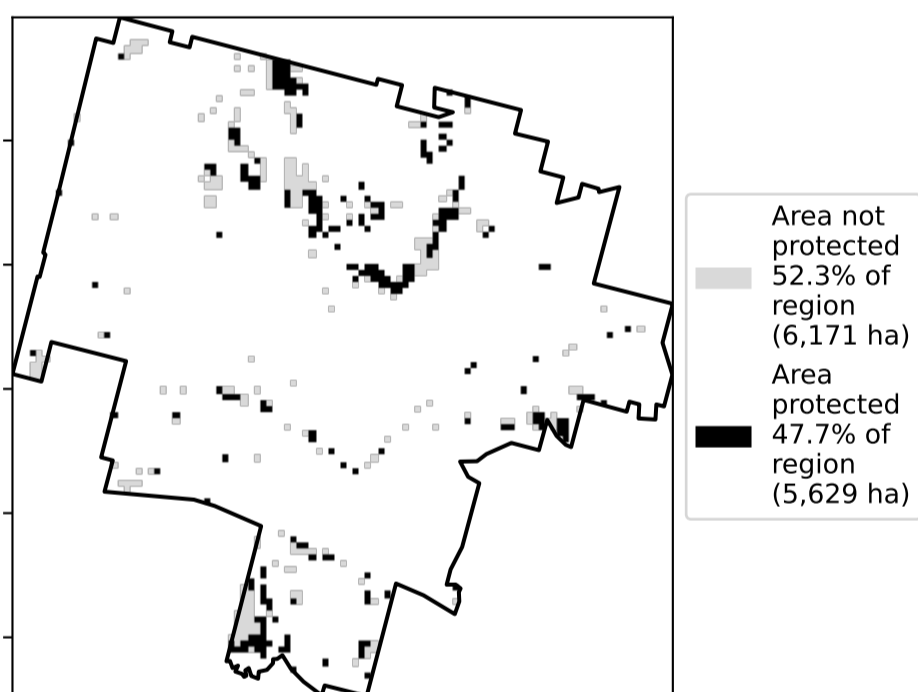 Area not
protected
52.3% of
region
(6,171 ha)
Area
protected
47.7% of
region
(5,629 ha)